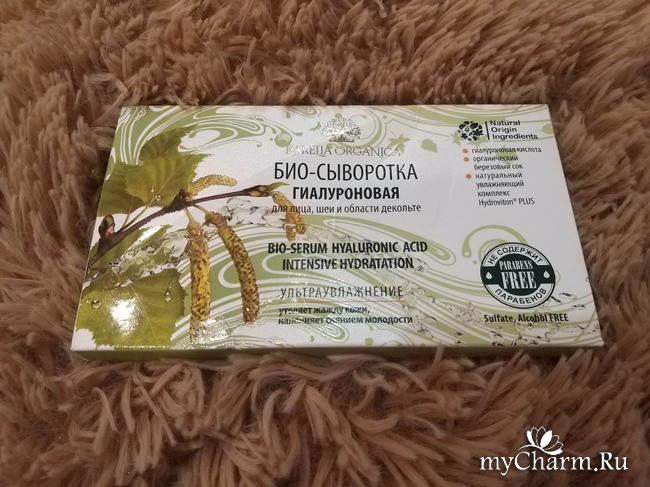 KARELIA ORGANICA
БИО-СЫВОРОТКА
ГИАЛУРОНОВАЯ
для лица, шеи и области декольте
BIO-SERUM HYALURONIC ACID
INTENSIVE HYDRATATION
УЛЬТРАУВЛАЖНЕНИЕ
утоляет жажду кожи,
наполняет сиянием молодости
Natural
Origin
Ingredients
гиалуроновая кислота
органический
березовый сок
натуральный
увлажняющий
комплекс
Hydroviton® PLUS
НЕ СОДЕРЖИТ
PARABENS
FREE
ПАРАБЕНОВ
Sulfate, Alcohol FREE
myCharm.Ru